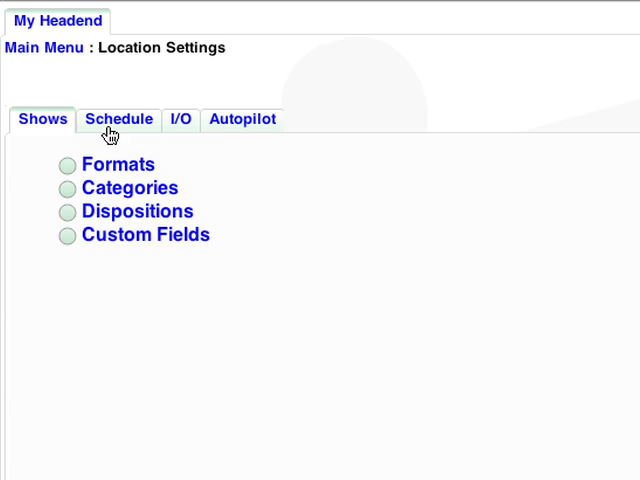 My Headend
Main Menu : Location Settings
Shows Schedule I/O Autopilot
Formats
Categories
Dispositions
Custom Fields